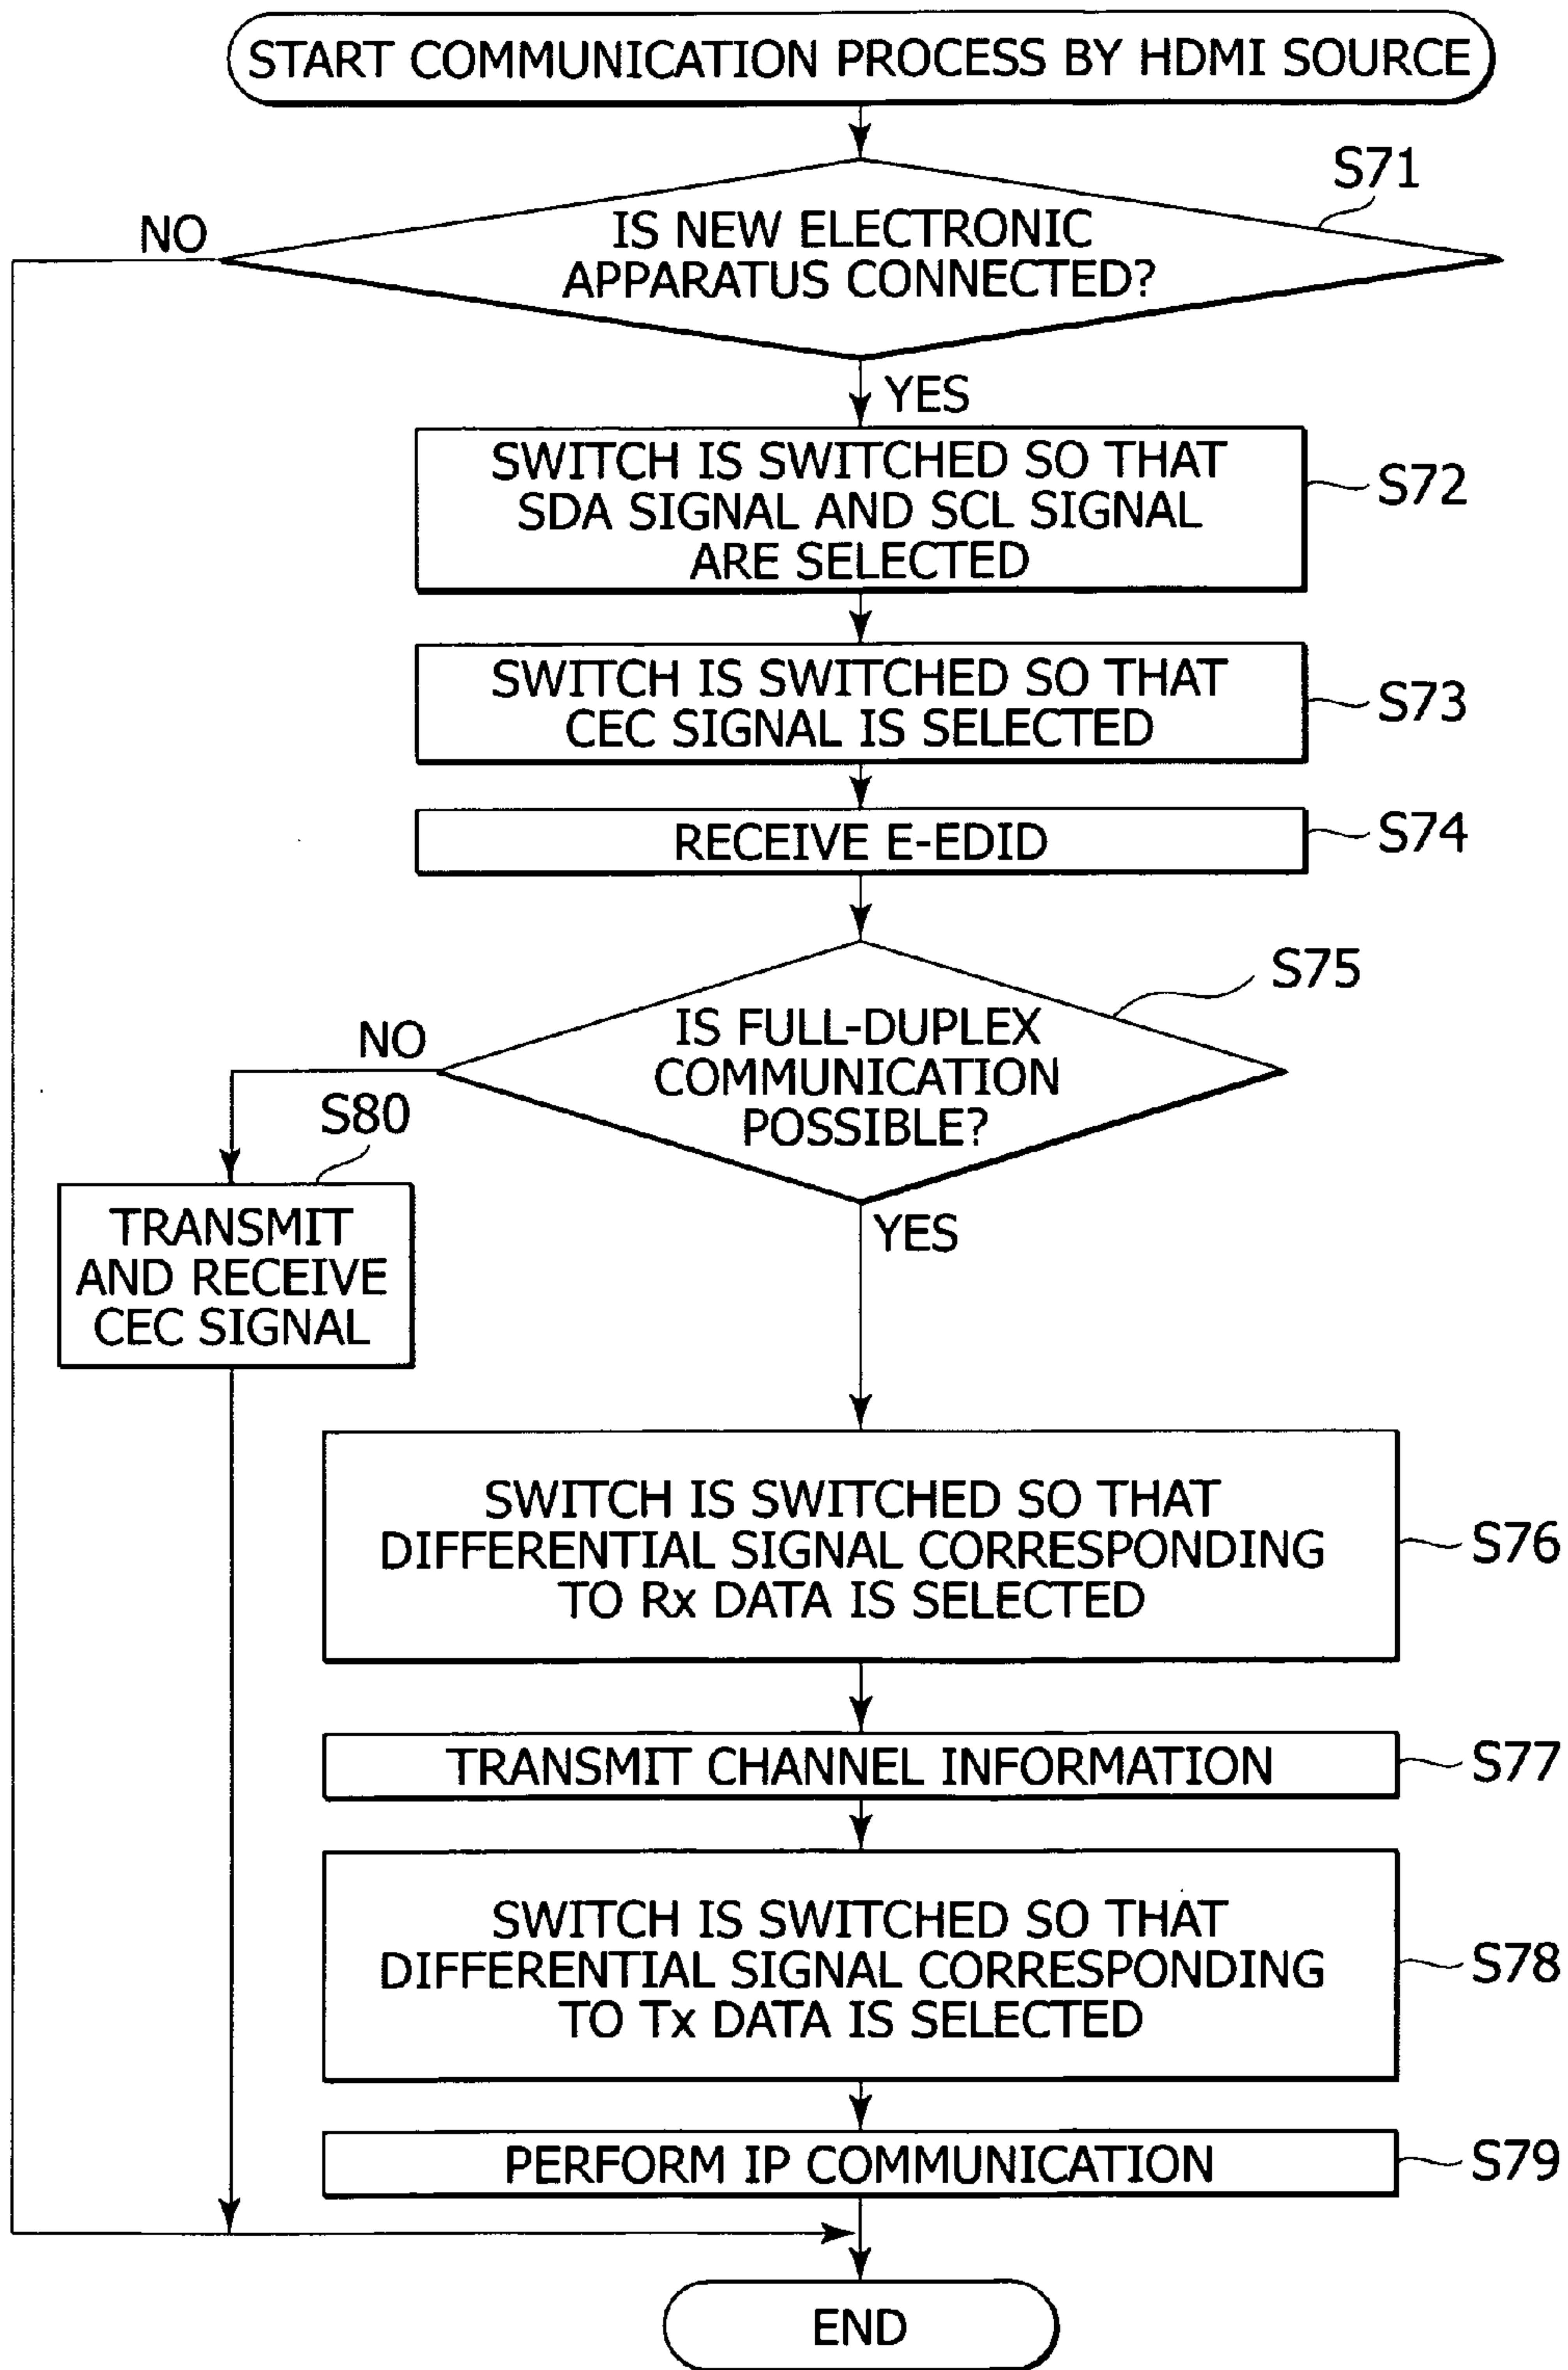 START COMMUNICATION PROCESS BY HDMI SOURCE
S71
NO
IS NEW ELECTRONIC
APPARATUS CONNECTED?
YES
SWITCH IS SWITCHED SO THAT
SDA SIGNAL AND SCL SIGNAL
ARE SELECTED
S72
SWITCH IS SWITCHED SO THAT
CEC SIGNAL IS SELECTED
S73
RECEIVE E-EDID
S74
S75
IS FULL-DUPLEX
COMMUNICATION
POSSIBLE?
NO
S80
TRANSMIT
AND RECEIVE
CEC SIGNAL
YES
SWITCH IS SWITCHED SO THAT
DIFFERENTIAL SIGNAL CORRESPONDING
TO Rx DATA IS SELECTED
S76
TRANSMIT CHANNEL INFORMATION
S77
SWITCH IS SWITCHED SO THAT
DIFFERENTIAL SIGNAL CORRESPONDING
TO Tx DATA IS SELECTED
S78
PERFORM IP COMMUNICATION
S79
END